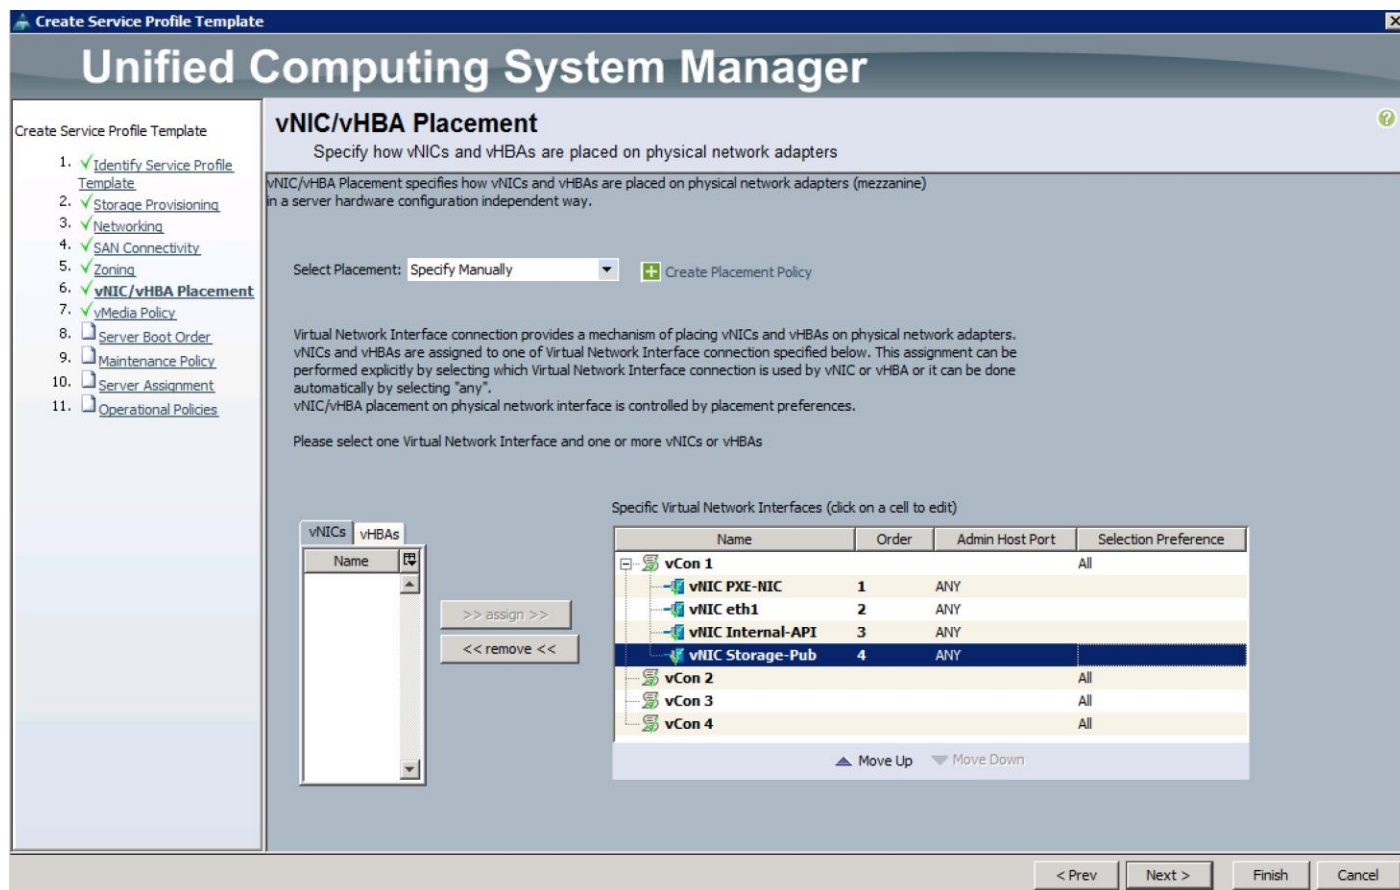 Create Service Profile Template
Unified Computing System Manager
Create Service Profile Template
1. Identify Service Profile
Template
2. Storage Provisioning
3. Networking
4. SAN Connectivity
5. Zoning
6. vNIC/vHBA Placement
7. vMedia Policy
8. Server Boot Order
9. Maintenance Policy
10. Server Assignment
11. Operational Policies
vNIC/vHBA Placement
Specify how vNICs and vHBAs are placed on physical network adapters
vNIC/vHBA Placement specifies how vNICs and vHBAs are placed on physical network adapters (mezzanine)
in a server hardware configuration independent way.
Select Placement: Specify Manually
Create Placement Policy
Virtual Network Interface connection provides a mechanism of placing vNICs and vHBAs on physical network adapters.
vNICs and vHBAs are assigned to one of Virtual Network Interface connection specified below. This assignment can be
performed explicitly by selecting which Virtual Network Interface connection is used by vNIC or vHBA or it can be done
automatically by selecting "any".
vNIC/vHBA placement on physical network interface is controlled by placement preferences.
Please select one Virtual Network Interface and one or more vNICs or vHBAs
vNICs vHBAs
Name
>> assign >>
<< remove <<
Specific Virtual Network Interfaces (click on a cell to edit)
Name Order Admin Host Port Selection Preference
vCon 1 All
vNIC PXE-NIC 1 ANY
vNIC eth1 2 ANY
vNIC Internal-API 3 ANY
vNIC Storage-Pub 4 ANY
vCon 2 All
vCon 3 All
vCon 4 All
Move Up Move Down
< Prev Next > Finish Cancel